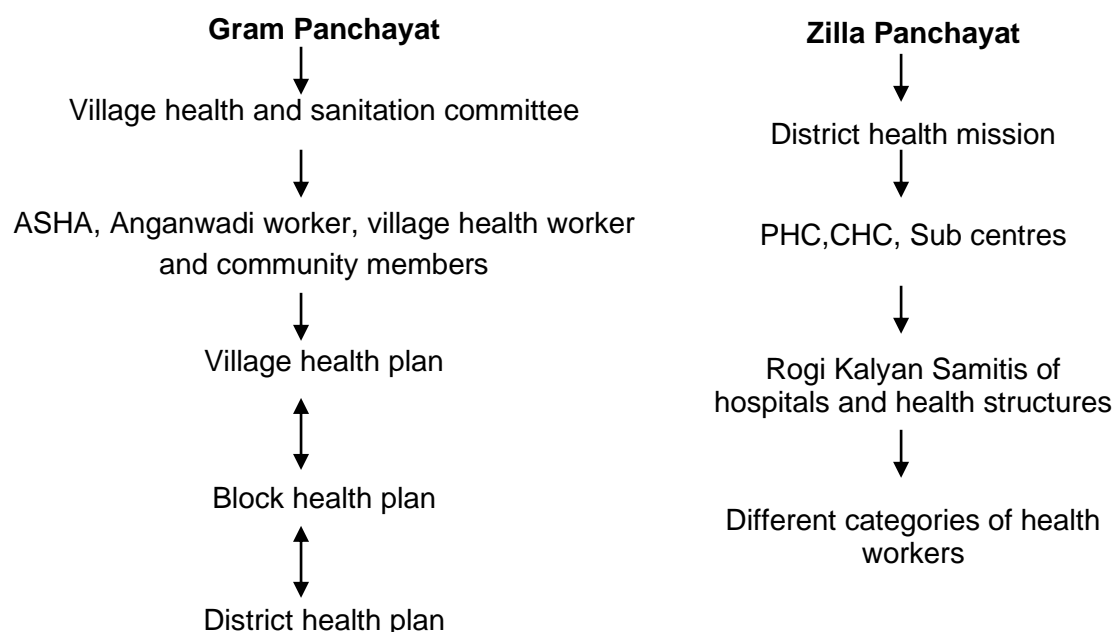 Gram Panchayat
Village health and sanitation committee
ASHA, Anganwadi worker, village health worker
and community members
Village health plan
Block health plan
District health plan
Zilla Panchayat
District health mission
PHC,CHC, Sub centres
Rogi Kalyan Samitis of
hospitals and health structures
Different categories of health
workers